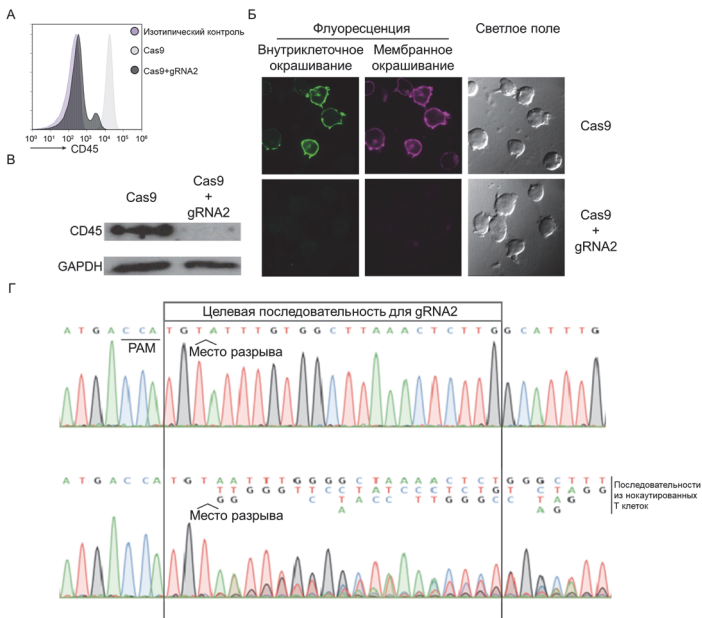 А
Изотипический контроль
Cas9
Cas9+gRNA2
10⁰ 10¹ 10² 10³ 10⁴ 10⁵ 10⁶
CD45
Б
Флуоресценция
Светлое поле
Внутриклеточное окрашивание
Мембранное окрашивание
Cas9
Cas9
+
gRNA2
В
Cas9
Cas9
+
gRNA2
CD45
GAPDH
Г
Целевая последовательность для gRNA2
A T G A C C A T G T A T T T G T G G C T T A A A C T C T T G G C A T T T G
PAM
Место разрыва
A T G A C C A T G T A A T T T G G G G C T A A A A C T C T G G G C T T T
T T G G G T T C C T A T C C C T C T G T C T A G G
G G C T A C C T T G G G C C T G
A A G
Место разрыва
Последовательности
из нокаутированных
Т клеток